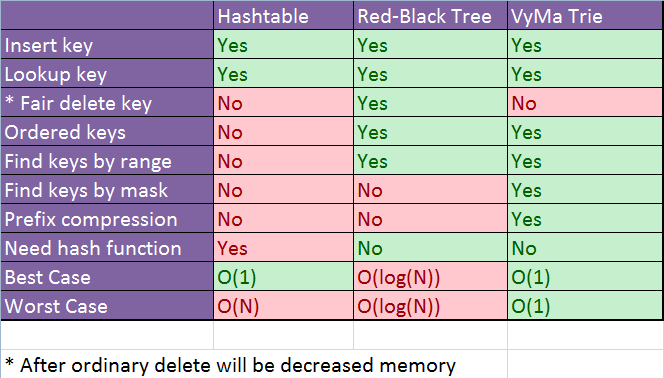 Hashtable Red-Black Tree VyMa Trie
Insert key Yes Yes Yes
Lookup key Yes Yes Yes
* Fair delete key No Yes No
Ordered keys No Yes Yes
Find keys by range No Yes Yes
Find keys by mask No No Yes
Prefix compression No No Yes
Need hash function Yes No No
Best Case O(1) O(log(N)) O(1)
Worst Case O(N) O(log(N)) O(1)
* After ordinary delete will be decreased memory